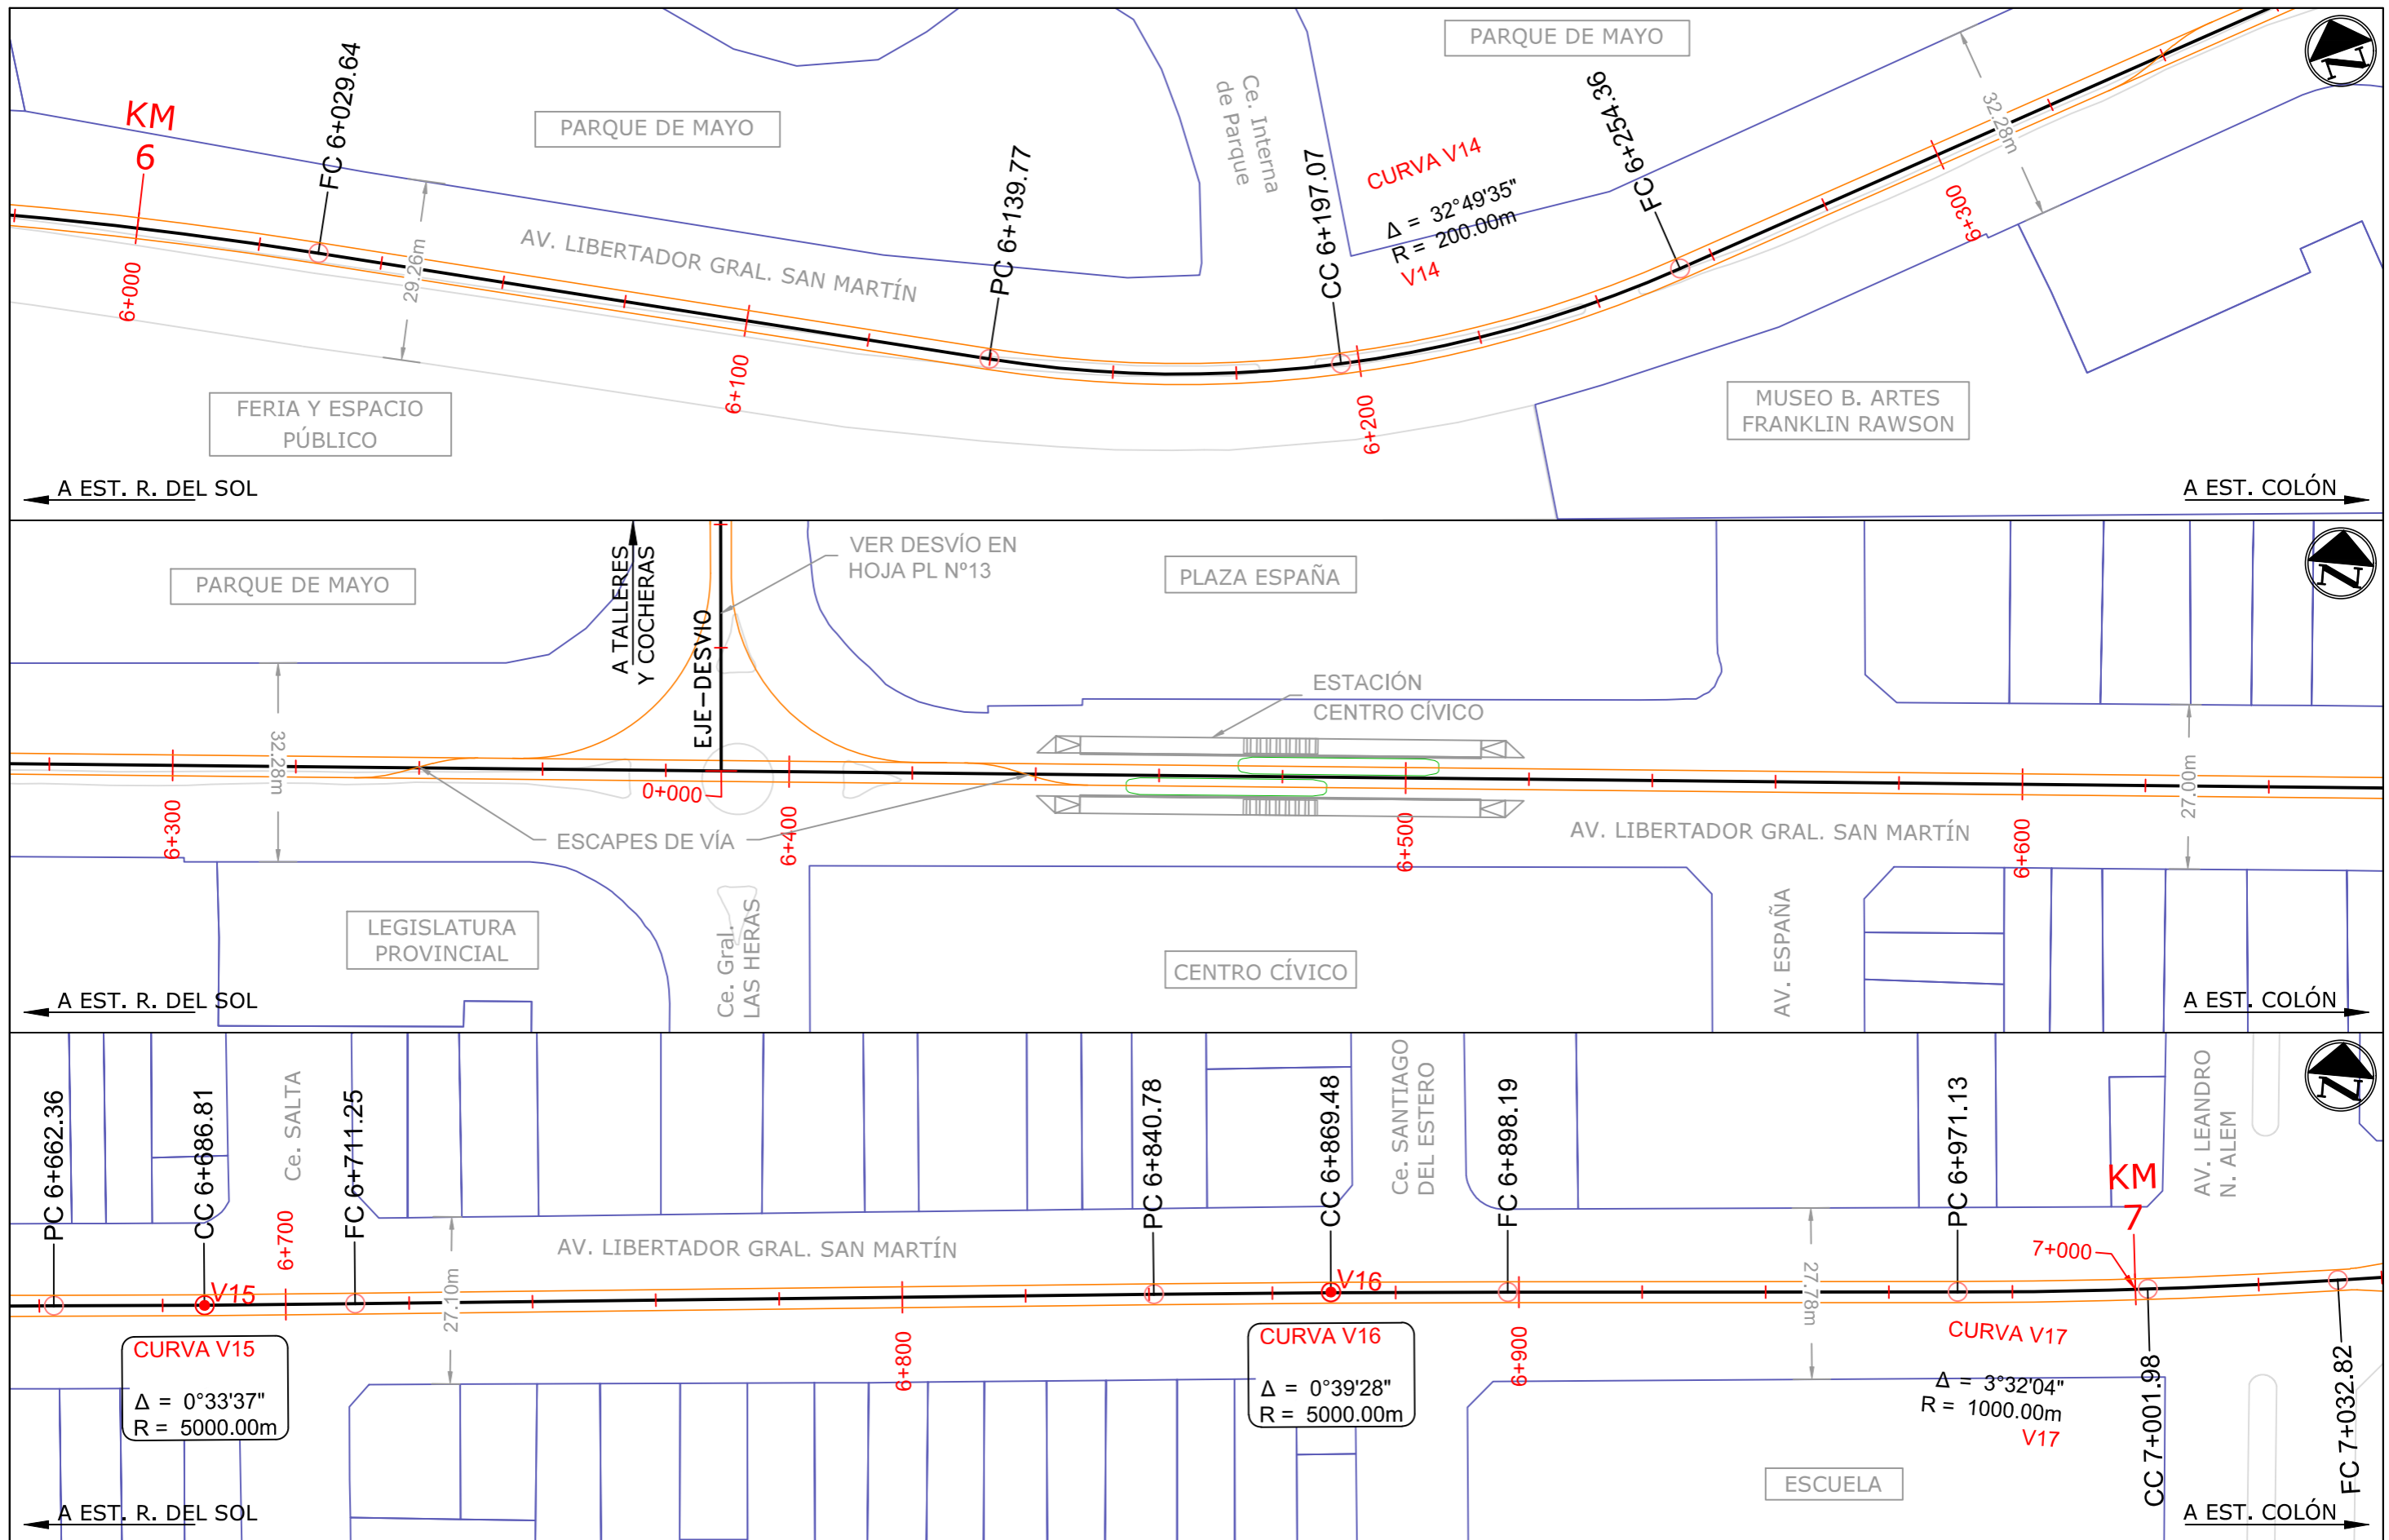 KM
6
FC 6+029.64
PARQUE DE MAYO
Ce. Interna
de Parque
PARQUE DE MAYO
FC 6+254.36
32.28m
N
6+000
29.26m
AV. LIBERTADOR GRAL. SAN MARTÍN
PC 6+139.77
CC 6+197.07
CURVA V14
Δ = 32°49'35"
R = 200.00m
V14
6+300
6+100
6+200
FERIA Y ESPACIO
PÚBLICO
MUSEO B. ARTES
FRANKLIN RAWSON
A EST. R. DEL SOL
A EST. COLÓN
PARQUE DE MAYO
A TALLERES
Y COCHERAS
EJE-DESVIO
VER DESVÍO EN
HOJA PL Nº13
PLAZA ESPAÑA
N
ESTACIÓN
CENTRO CÍVICO
32.28m
0+000
27.00m
6+300
ESCAPES DE VÍA
6+400
6+500
AV. LIBERTADOR GRAL. SAN MARTÍN
6+600
LEGISLATURA
PROVINCIAL
Ce. Gral.
LAS HERAS
CENTRO CÍVICO
AV. ESPAÑA
A EST. R. DEL SOL
A EST. COLÓN
PC 6+662.36
CC 6+686.81
Ce. SALTA
FC 6+711.25
PC 6+840.78
CC 6+869.48
Ce. SANTIAGO
DEL ESTERO
FC 6+898.19
PC 6+971.13
KM
7
AV. LEANDRO
N. ALEM
N
6+700
AV. LIBERTADOR GRAL. SAN MARTÍN
7+000
V15
V16
27.10m
27.78m
CURVA V15
Δ = 0°33'37"
R = 5000.00m
6+800
CURVA V16
Δ = 0°39'28"
R = 5000.00m
6+900
CURVA V17
Δ = 3°32'04"
R = 1000.00m
V17
CC 7+001.98
FC 7+032.82
ESCUELA
A EST. R. DEL SOL
A EST. COLÓN